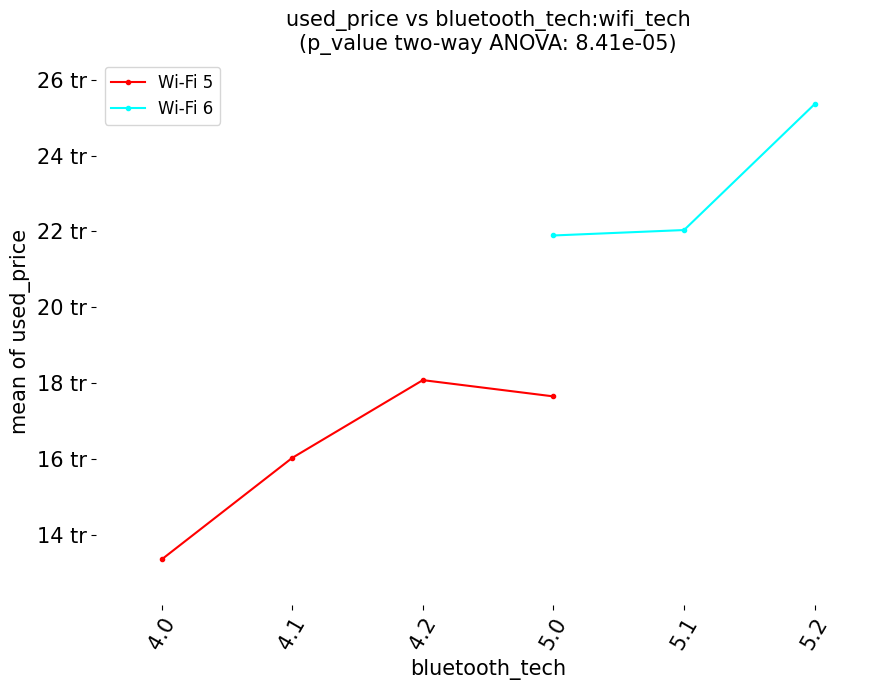 used_price vs bluetooth_tech:wifi_tech
(p_value two-way ANOVA: 8.41e-05)
Wi-Fi 5
Wi-Fi 6
26 tr
24 tr
22 tr
20 tr
18 tr
16 tr
14 tr
mean of used_price
4.0
4.1
4.2
5.0
5.1
5.2
bluetooth_tech